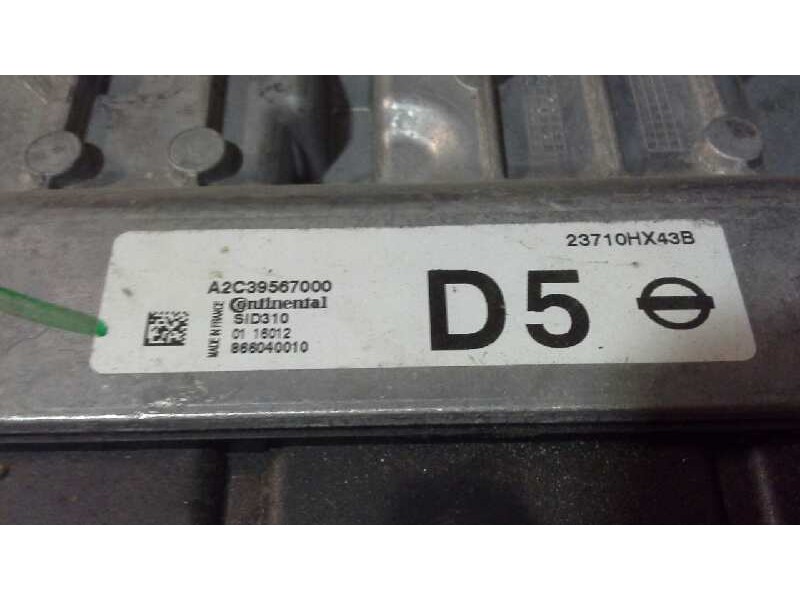 23710HX43B
A2C39567000
Continental
SID310
01 16012
866040010
MADE IN FRANCE
D5